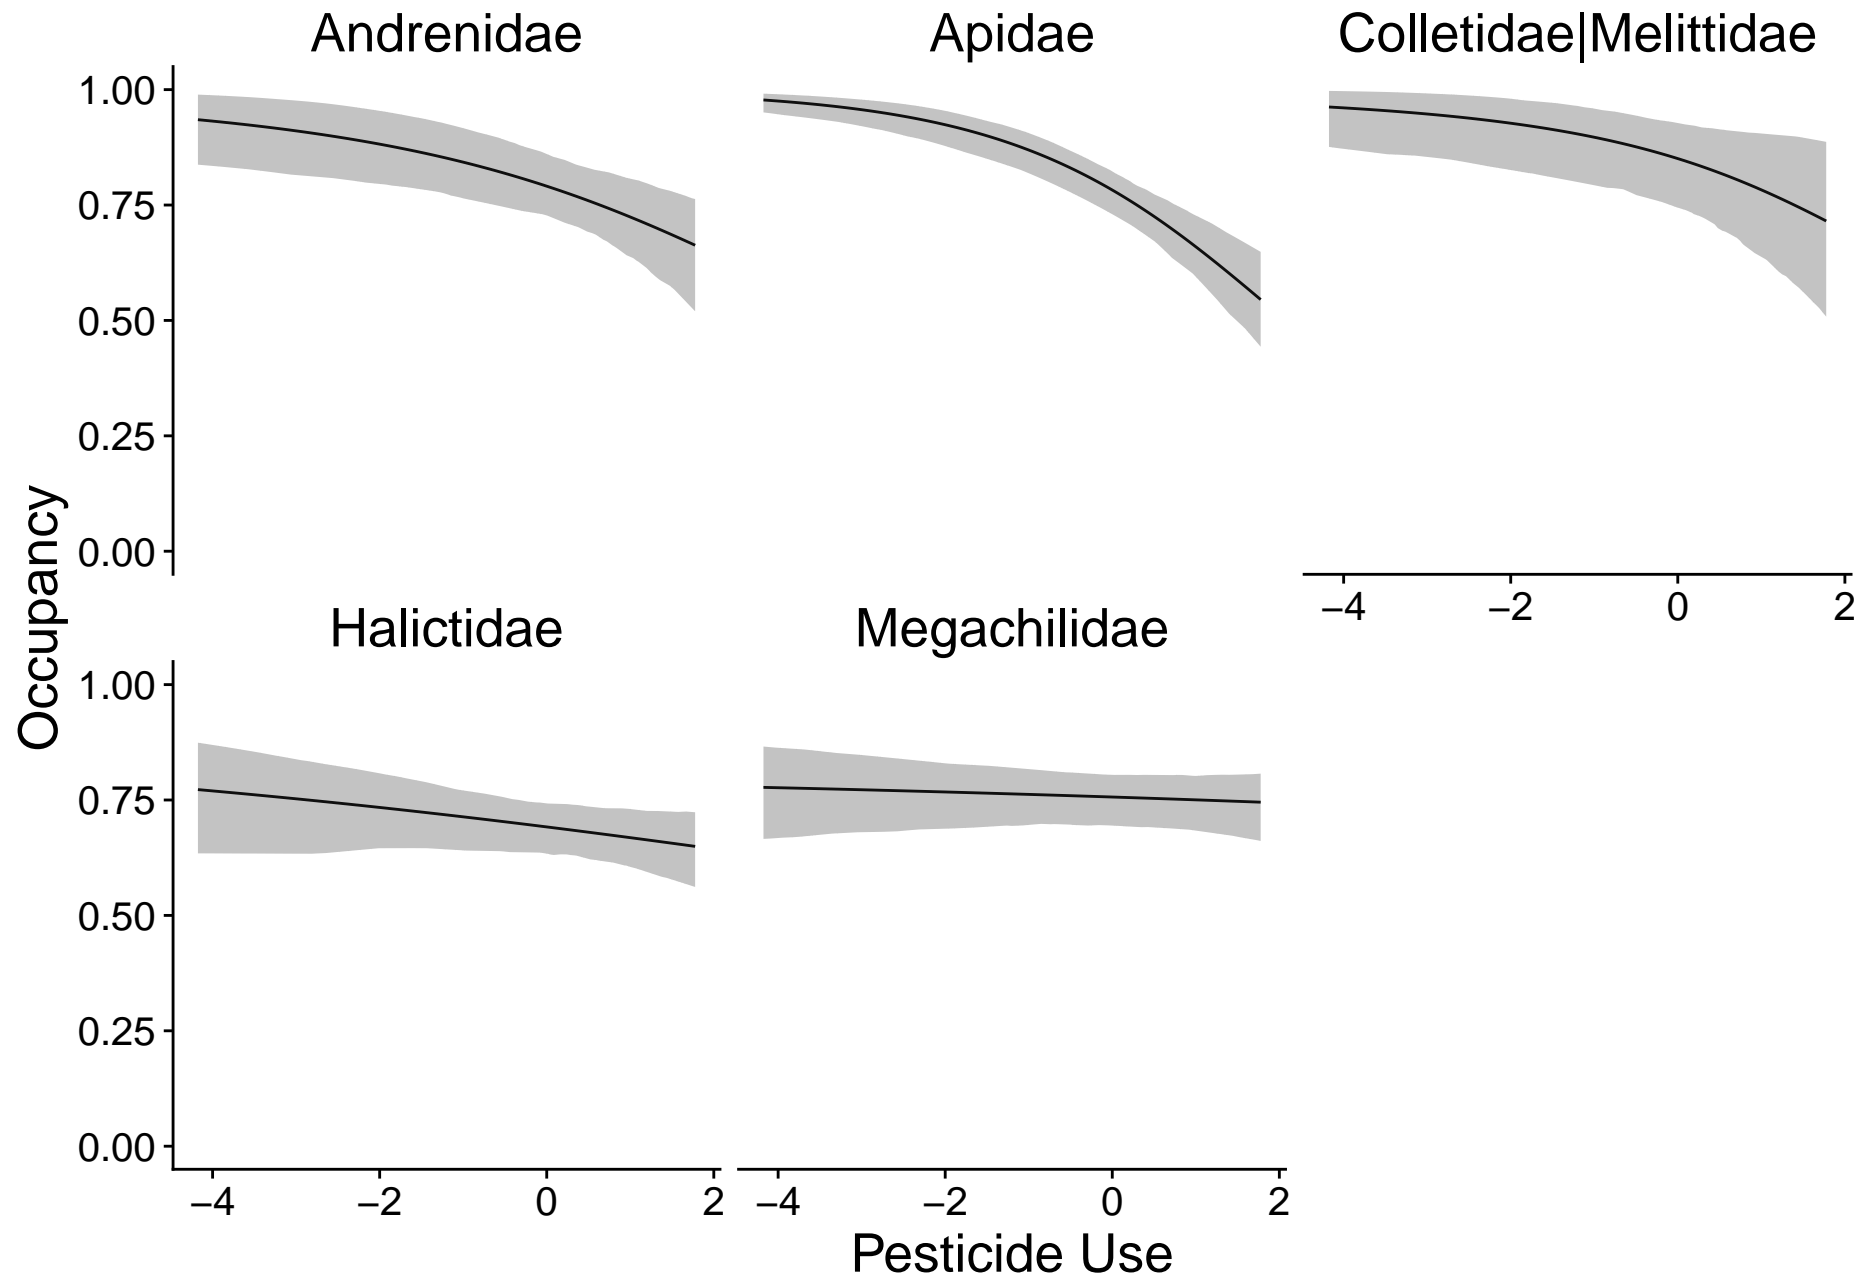 Andrenidae
Apidae
Colletidae|Melittidae
1.00
0.75
0.50
0.25
0.00
−4 −2 0 2
Occupancy
Halictidae
Megachilidae
1.00
0.75
0.50
0.25
0.00
−4 −2 0 2
−4 −2 0 2
Pesticide Use